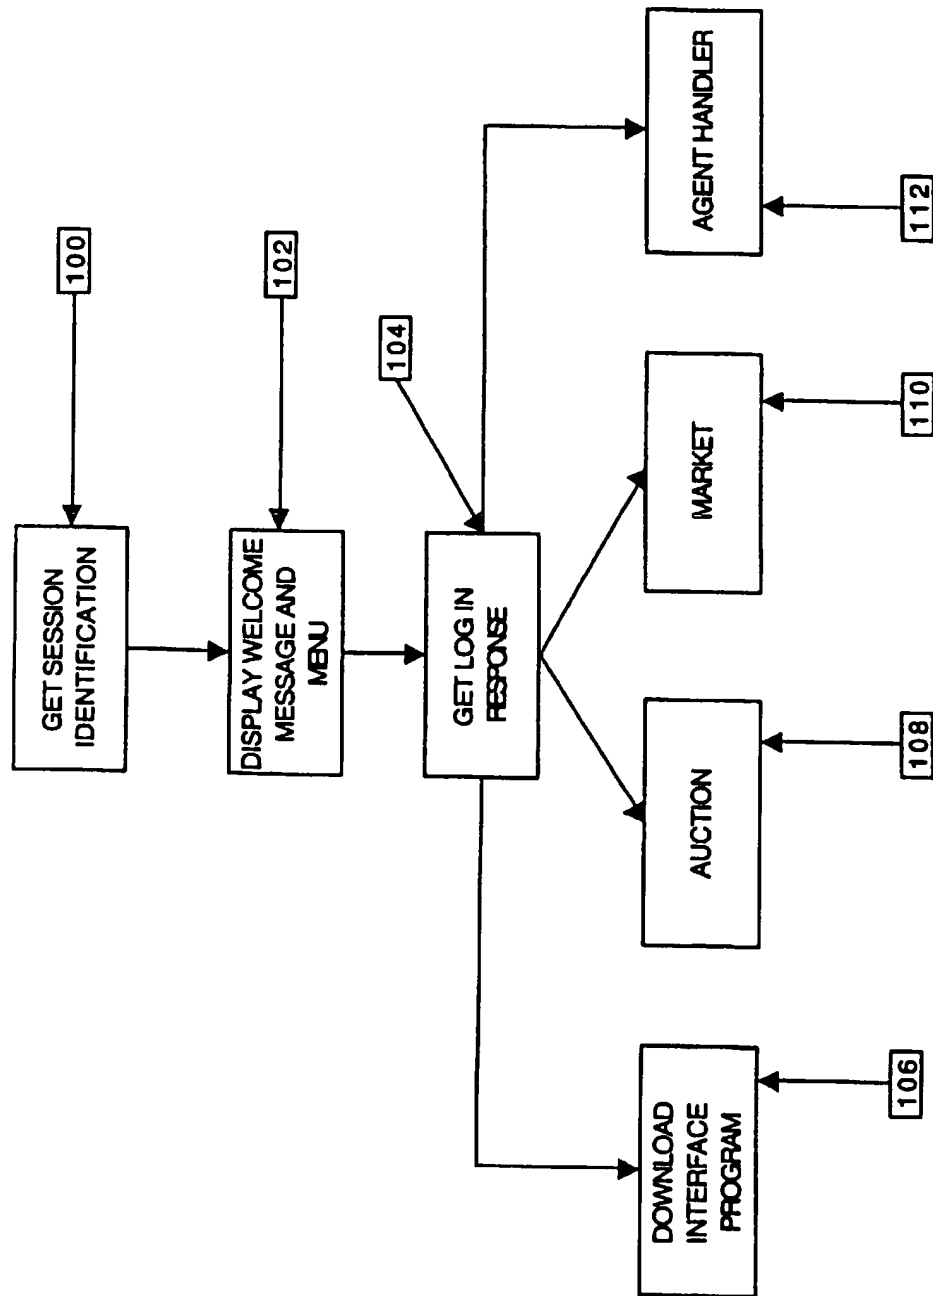 GET SESSION
IDENTIFICATION
100
DISPLAY WELCOME
MESSAGE AND
MENU
102
GET LOG IN
RESPONSE
104
DOWNLOAD
INTERFACE
PROGRAM
106
AUCTION
108
MARKET
110
AGENT HANDLER
112